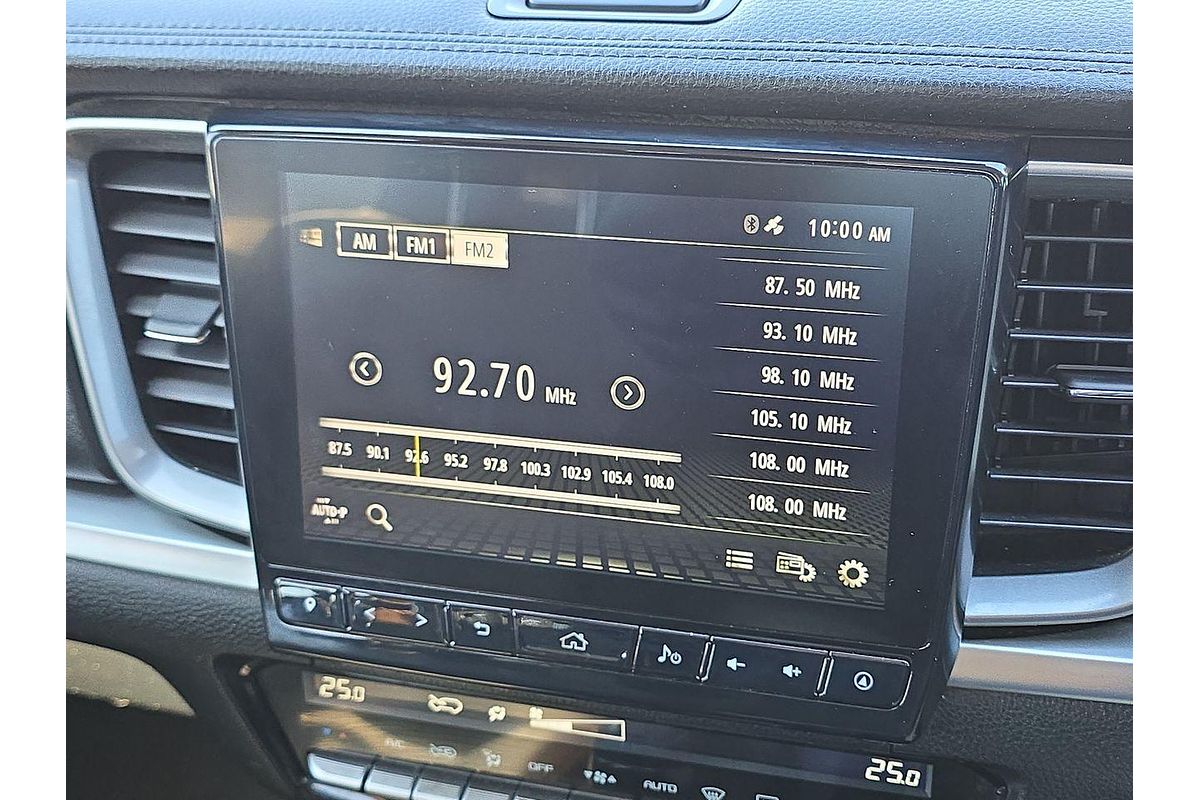 10:00 AM
AM FM1 FM2
87.50 MHz
93.10 MHz
98.10 MHz
105.10 MHz
108.00 MHz
108.00 MHz
92.70 MHz
87.5 90.1 92.6 95.2 97.8 100.3 102.9 105.4 108.0
AUTO-P
25.0
25.0
A/C OFF AUTO